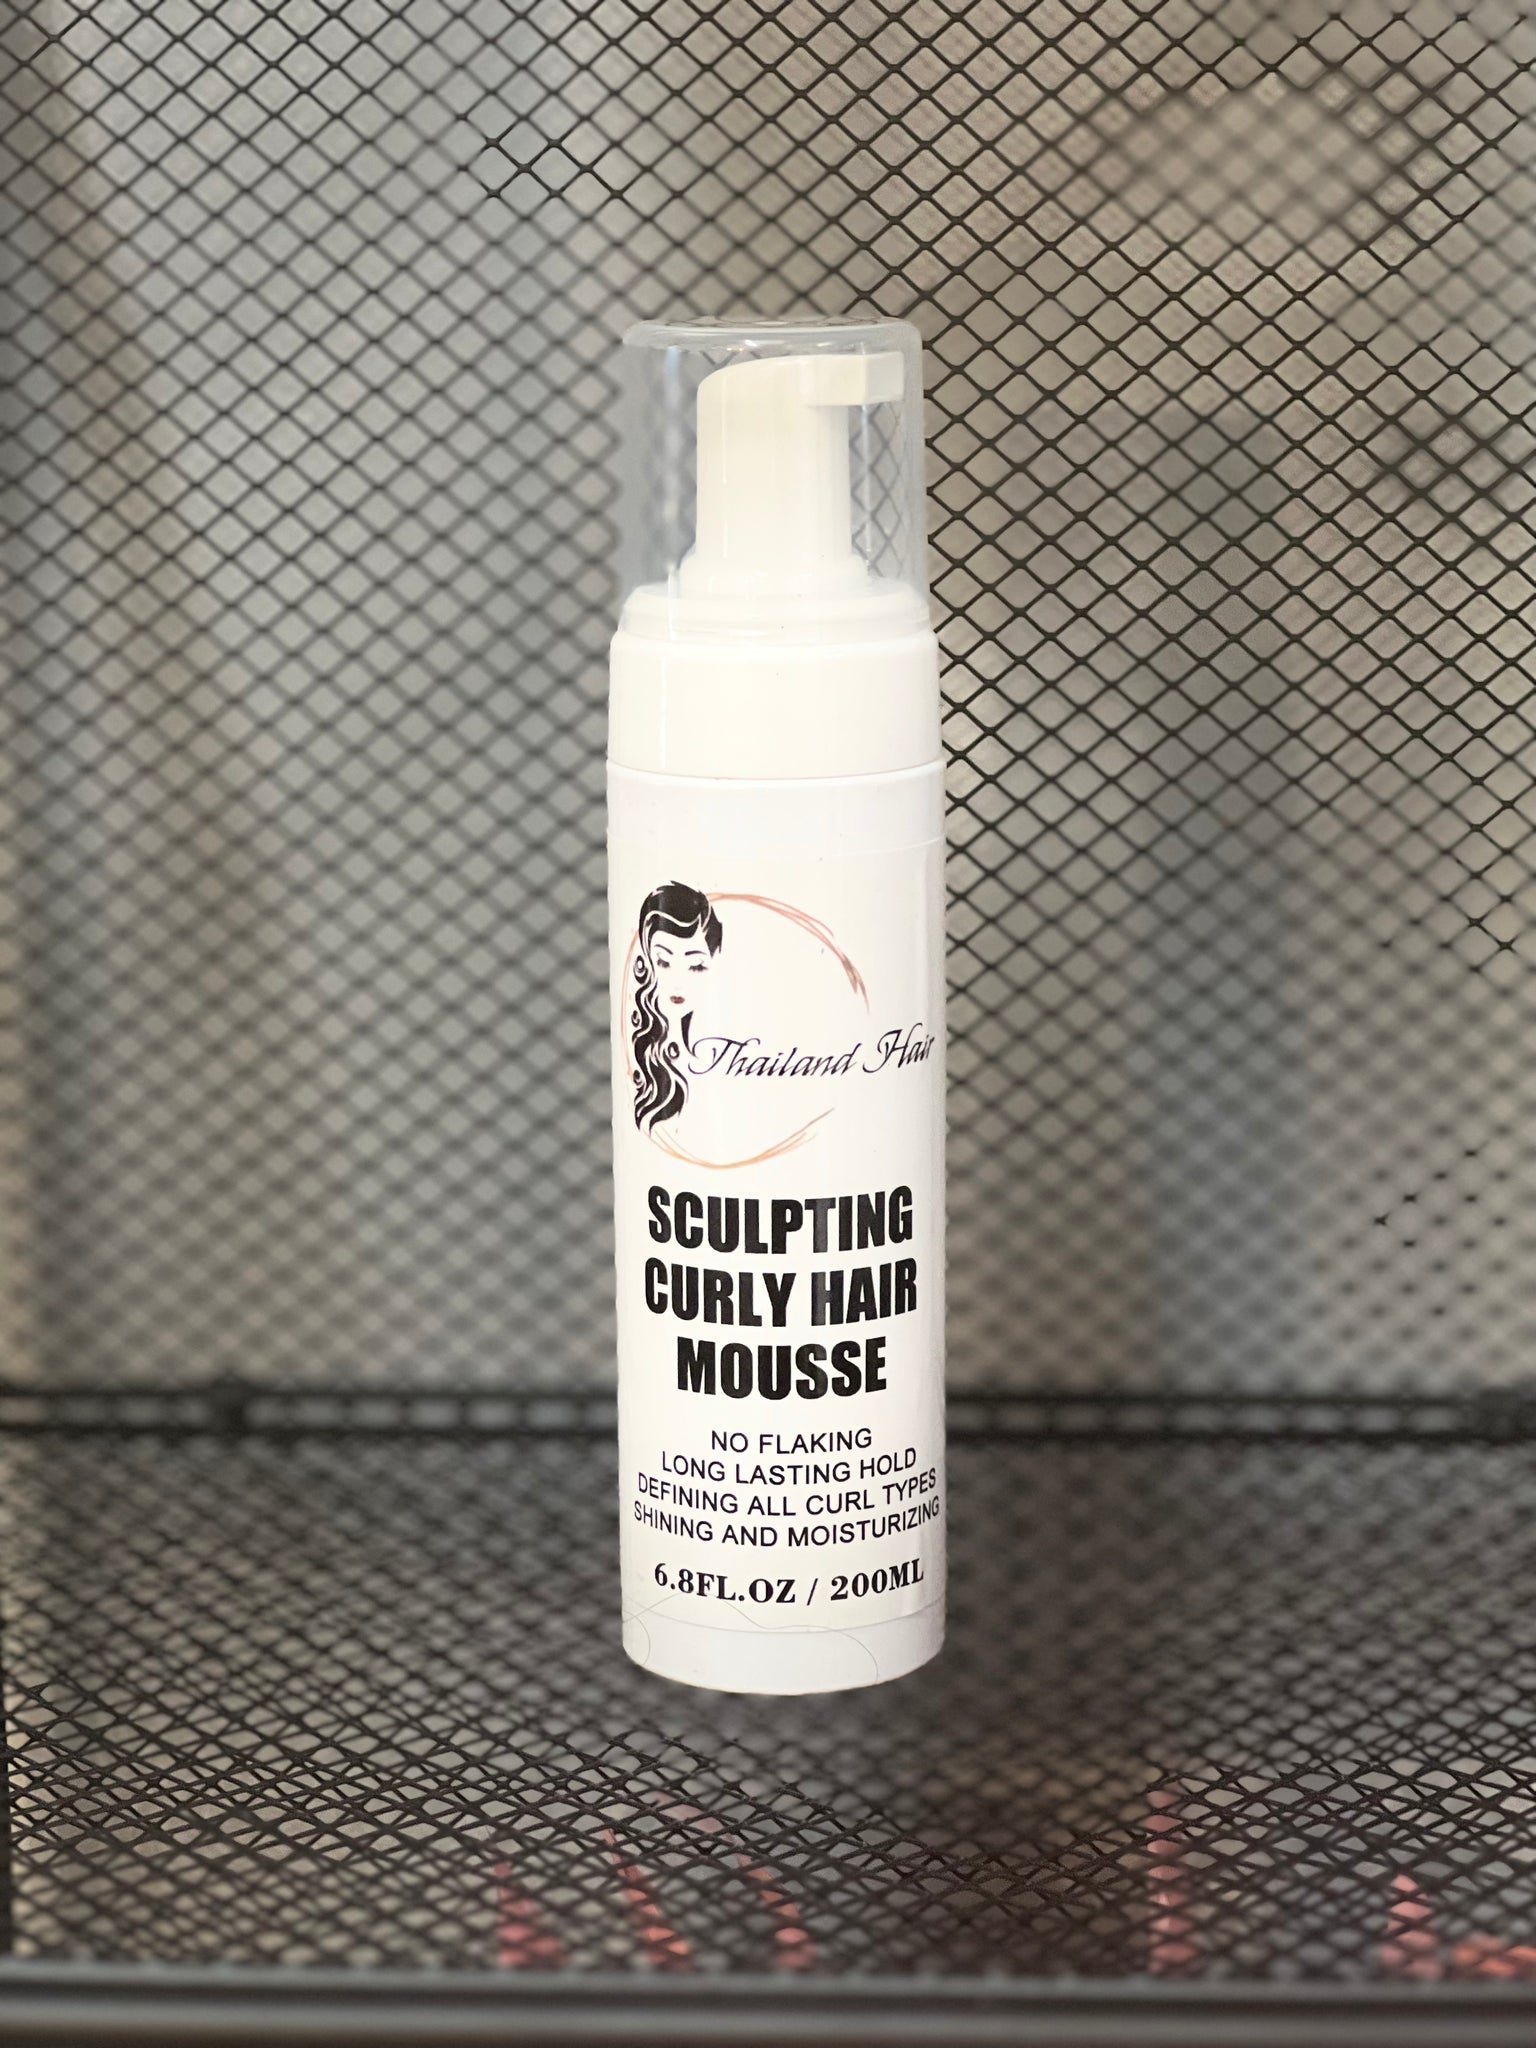 Thailand Hair
SCULPTING
CURLY HAIR
MOUSSE
NO FLAKING
LONG LASTING HOLD
DEFINING ALL CURL TYPES
SHINING AND MOISTURIZING
6.8FL.OZ / 200ML